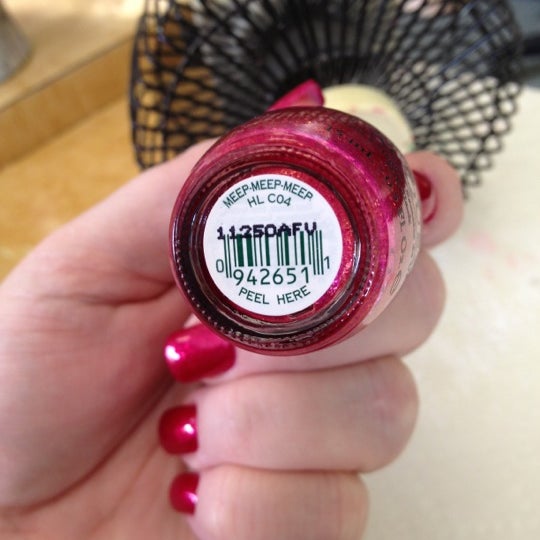 MEEP-MEEP-MEEP
HL C04
11250AFV
0 942651 1
PEEL HERE